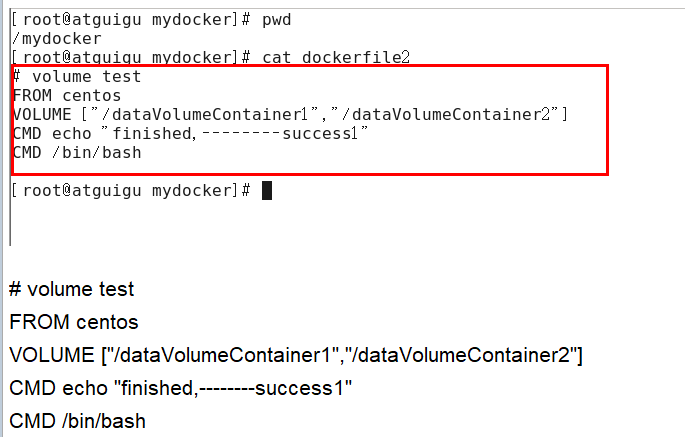 [root@atguigu mydocker]# pwd
/mydocker
[root@atguigu mydocker]# cat dockerfile2
# volume test
FROM centos
VOLUME ["/dataVolumeContainer1","/dataVolumeContainer2"]
CMD echo "finished,--------success1"
CMD /bin/bash
[root@atguigu mydocker]#
# volume test
FROM centos
VOLUME ["/dataVolumeContainer1","/dataVolumeContainer2"]
CMD echo "finished,--------success1"
CMD /bin/bash